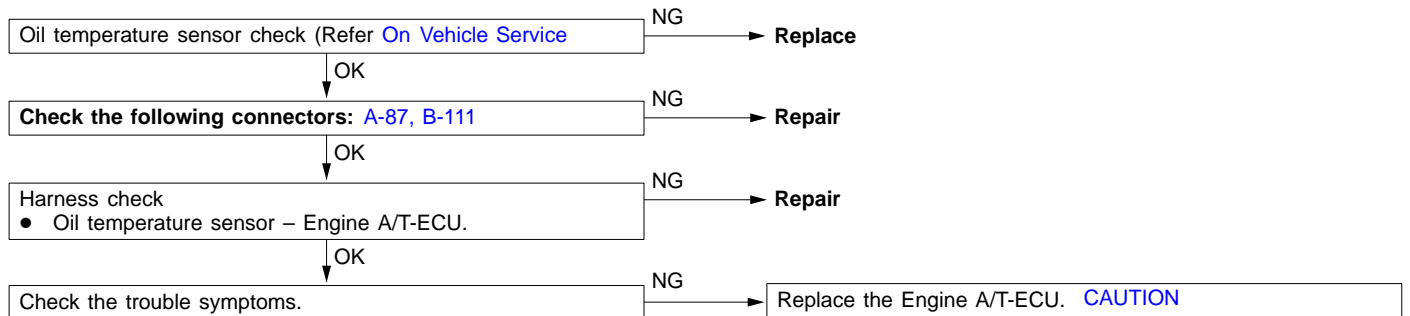 Oil temperature sensor check (Refer On Vehicle Service
NG
Replace
OK
Check the following connectors: A-87, B-111
NG
Repair
OK
Harness check
● Oil temperature sensor – Engine A/T-ECU.
NG
Repair
OK
Check the trouble symptoms.
NG
Replace the Engine A/T-ECU. CAUTION